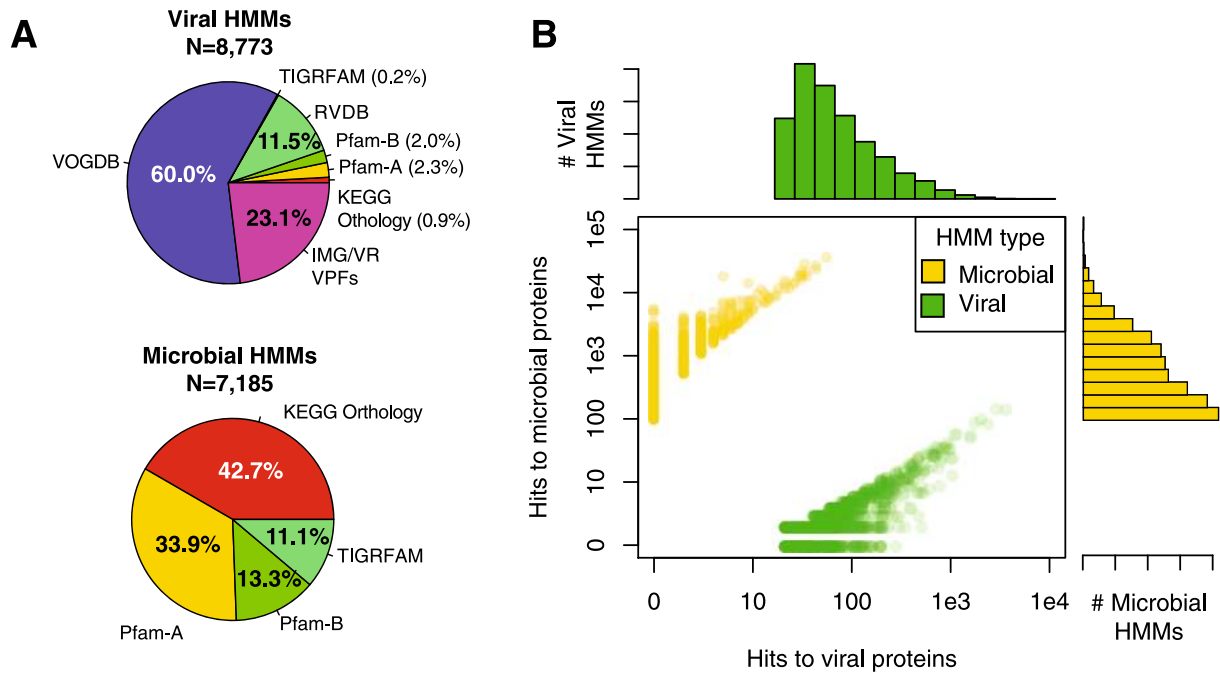 A
Viral HMMs
N=8,773
TIGRFAM (0.2%)
RVDB
11.5%
Pfam-B (2.0%)
Pfam-A (2.3%)
VOGDB
60.0%
KEGG
Othology (0.9%)
23.1%
IMG/VR
VPFs
Microbial HMMs
N=7,185
KEGG Orthology
42.7%
33.9%
11.1%
TIGRFAM
13.3%
Pfam-A
Pfam-B
B
# Viral
HMMs
Hits to microbial proteins
1e5
1e4
1e3
100
10
0
HMM type
Microbial
Viral
0
10
100
1e3
1e4
Hits to viral proteins
# Microbial
HMMs